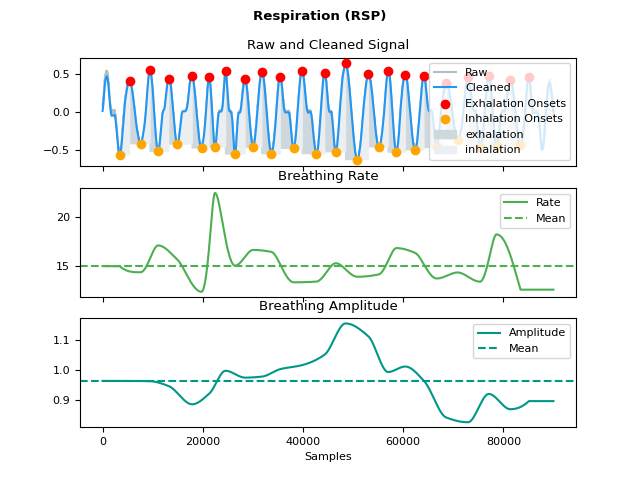 Respiration (RSP)
Raw and Cleaned Signal
0.5
0.0
−0.5
Raw
Cleaned
Exhalation Onsets
Inhalation Onsets
exhalation
inhalation
Breathing Rate
20
15
Rate
Mean
Breathing Amplitude
1.1
1.0
0.9
Amplitude
Mean
0 20000 40000 60000 80000
Samples